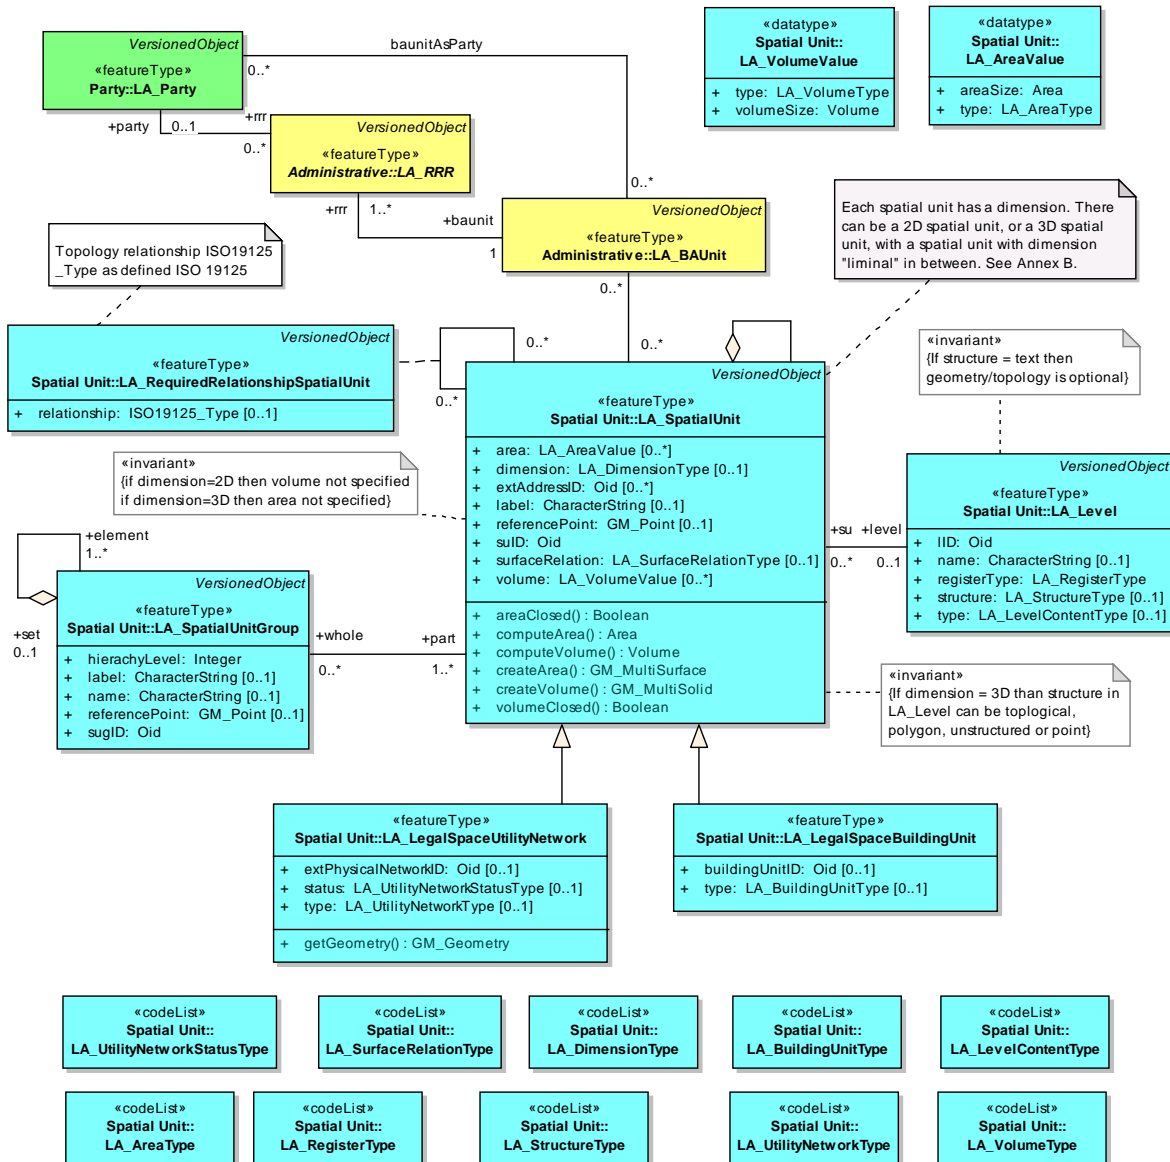 VersionedObject
«featureType»
Party::LA_Party
baunitAsParty
0..*
+party
0..1
+rrr
0..*
VersionedObject
«featureType»
Administrative::LA_RRR
+rrr
1..*
+baunit
1
0..*
VersionedObject
«featureType»
Administrative::LA_BAUnit
0..*
0..*
«datatype»
Spatial Unit::
LA_VolumeValue
+ type: LA_VolumeType
+ volumeSize: Volume
«datatype»
Spatial Unit::
LA_AreaValue
+ areaSize: Area
+ type: LA_AreaType
Each spatial unit has a dimension. There
can be a 2D spatial unit, or a 3D spatial
unit, with a spatial unit with dimension
"liminal" in between. See Annex B.
Topology relationship ISO19125
_Type as defined ISO 19125
VersionedObject
«featureType»
Spatial Unit::LA_RequiredRelationshipSpatialUnit
+ relationship: ISO19125_Type [0..1]
0..*
0..*
«invariant»
{If structure = text then
geometry/topology is optional}
«invariant»
{if dimension=2D then volume not specified
if dimension=3D then area not specified}
VersionedObject
«featureType»
Spatial Unit::LA_SpatialUnit
+ area: LA_AreaValue [0..*]
+ dimension: LA_DimensionType [0..1]
+ extAddressID: Oid [0..*]
+ label: CharacterString [0..1]
+ referencePoint: GM_Point [0..1]
+ suID: Oid
+ surfaceRelation: LA_SurfaceRelationType [0..1]
+ volume: LA_VolumeValue [0..*]
+ areaClosed() : Boolean
+ computeArea() : Area
+ computeVolume() : Volume
+ createArea() : GM_MultiSurface
+ createVolume() : GM_MultiSolid
+ volumeClosed() : Boolean
+su
0..*
+level
0..1
VersionedObject
«featureType»
Spatial Unit::LA_Level
+ lID: Oid
+ name: CharacterString [0..1]
+ registerType: LA_RegisterType
+ structure: LA_StructureType [0..1]
+ type: LA_LevelContentType [0..1]
+element
1..*
+set
0..1
VersionedObject
«featureType»
Spatial Unit::LA_SpatialUnitGroup
+ hierachyLevel: Integer
+ label: CharacterString [0..1]
+ name: CharacterString [0..1]
+ referencePoint: GM_Point [0..1]
+ sugID: Oid
+whole
0..*
+part
1..*
«invariant»
{If dimension = 3D than structure in
LA_Level can be toplogical,
polygon, unstructured or point}
«featureType»
Spatial Unit::LA_LegalSpaceUtilityNetwork
+ extPhysicalNetworkID: Oid [0..1]
+ status: LA_UtilityNetworkStatusType [0..1]
+ type: LA_UtilityNetworkType [0..1]
+ getGeometry() : GM_Geometry
«featureType»
Spatial Unit::LA_LegalSpaceBuildingUnit
+ buildingUnitID: Oid [0..1]
+ type: LA_BuildingUnitType [0..1]
«codeList»
Spatial Unit::
LA_UtilityNetworkStatusType
«codeList»
Spatial Unit::
LA_SurfaceRelationType
«codeList»
Spatial Unit::
LA_DimensionType
«codeList»
Spatial Unit::
LA_BuildingUnitType
«codeList»
Spatial Unit::
LA_LevelContentType
«codeList»
Spatial Unit::
LA_AreaType
«codeList»
Spatial Unit::
LA_RegisterType
«codeList»
Spatial Unit::
LA_StructureType
«codeList»
Spatial Unit::
LA_UtilityNetworkType
«codeList»
Spatial Unit::
LA_VolumeType